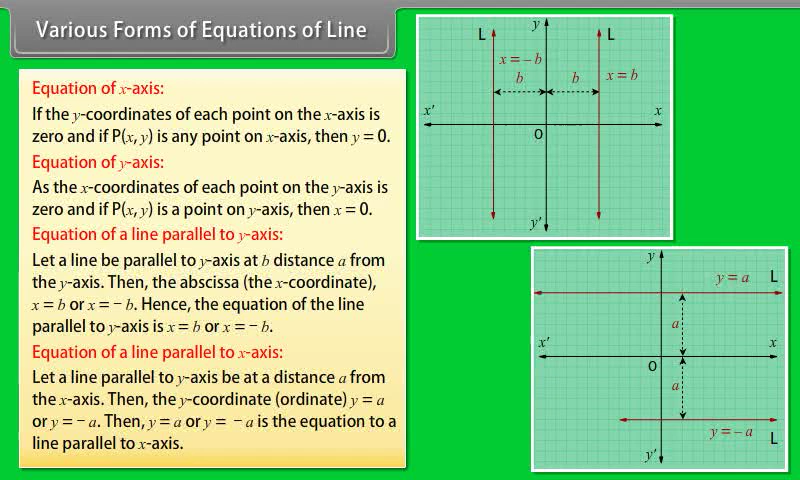 Various Forms of Equations of Line
Equation of x-axis:
If the y-coordinates of each point on the x-axis is
zero and if P(x, y) is any point on x-axis, then y = 0.
Equation of y-axis:
As the x-coordinates of each point on the y-axis is
zero and if P(x, y) is a point on y-axis, then x = 0.
Equation of a line parallel to y-axis:
Let a line be parallel to y-axis at b distance a from
the y-axis. Then, the abscissa (the x-coordinate),
x = b or x = − b. Hence, the equation of the line
parallel to y-axis is x = b or x = − b.
Equation of a line parallel to x-axis:
Let a line parallel to y-axis be at a distance a from
the x-axis. Then, the y-coordinate (ordinate) y = a
or y = − a. Then, y = a or y = − a is the equation to a
line parallel to x-axis.
L y L
x = − b
b b x = b
x' x
O
y'
y
y = a L
a
x' x
O
a
y = − a L
y'